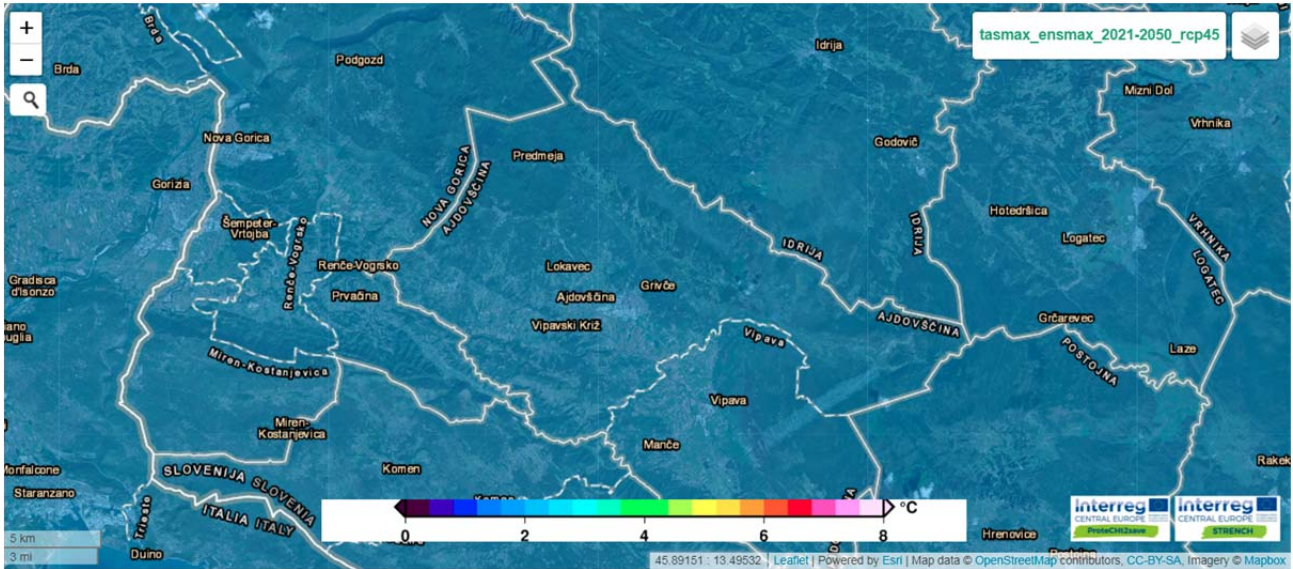 +
−
Brda
Brda
Podgozd
Idrija
tasmax_ensmax_2021-2050_rcp45
Mizni Dol
Vrhnika
Nova Gorica
Godovič
Predmeja
Gorizia
NOVA GORICA
AJDOVŠČINA
Šempeter-
Vrtojba
Renče-Vogrsko
Hotedršica
IDRIJA
IDRIJA
Logatec
VRHNIKA
LOGATEC
Renče-Vogrsko
Lokavec
Grivče
Gradisca
d'Isonzo
Prvačina
Ajdovščina
Vipavski Križ
Vipava
AJDOVŠČINA
Grčarevec
POSTOJNA
Laze
Miren-Kostanjevica
Vipava
Miren-
Kostanjevica
Manče
Komen
Monfalcone
SLOVENIJA SLOVENIA
ITALIA ITALY
Staranzano
Trieste
Rakek
Duino
Hrenovice
0 2 4 6 8 °C
Interreg
CENTRAL EUROPE
ProteCHt2save
Interreg
CENTRAL EUROPE
STRENCH
5 km
3 mi
45.89151 : 13.49532 | Leaflet | Powered by Esri | Map data © OpenStreetMap contributors, CC-BY-SA, Imagery © Mapbox